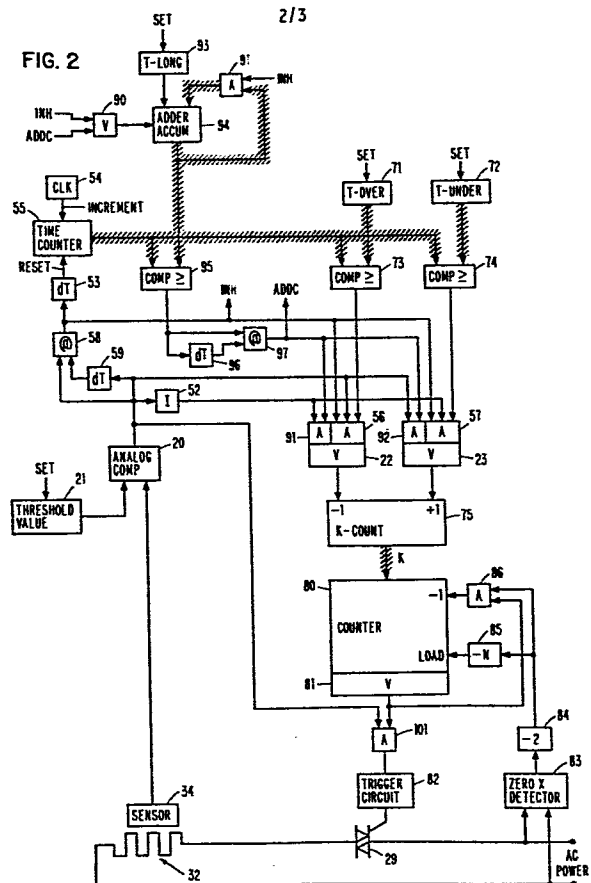 2/3
FIG. 2
SET
93
T-LONG
91
A
INH
90
INH
ADDC
V
ADDER
ACCUM
94
CLK
54
INCREMENT
55
TIME
COUNTER
RESET
53
dT
SET
71
T-OVER
SET
72
T-UNDER
COMP ≥
95
COMP ≥
73
COMP ≥
74
INH
ADDC
58
97
dT
96
59
dT
I
52
91
A
A
56
V
22
92
A
A
57
V
23
ANALOG
COMP
20
SET
21
THRESHOLD
VALUE
-1
+1
K-COUNT
75
K
80
COUNTER
-1
LOAD
A
86
85
-N
81
V
A
101
-2
84
TRIGGER
CIRCUIT
82
ZERO X
DETECTOR
83
34
SENSOR
32
29
AC
POWER